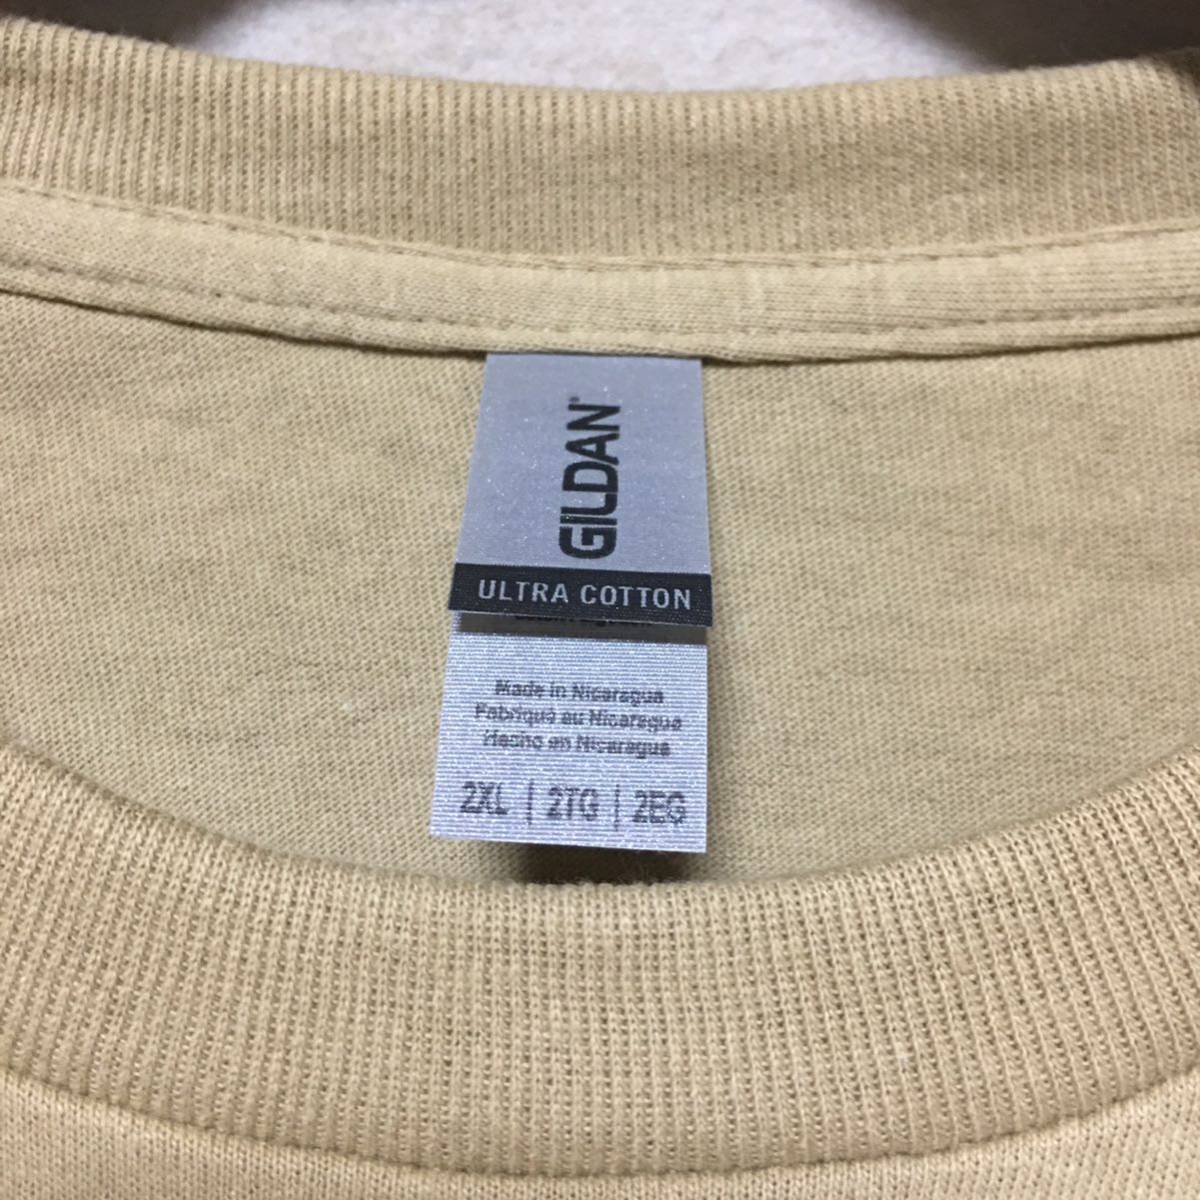 GILDAN®
ULTRA COTTON
Made in Nicaragua
Fabriqué au Nicaragua
Hecho en Nicaragua
2XL | 2TG | 2EG